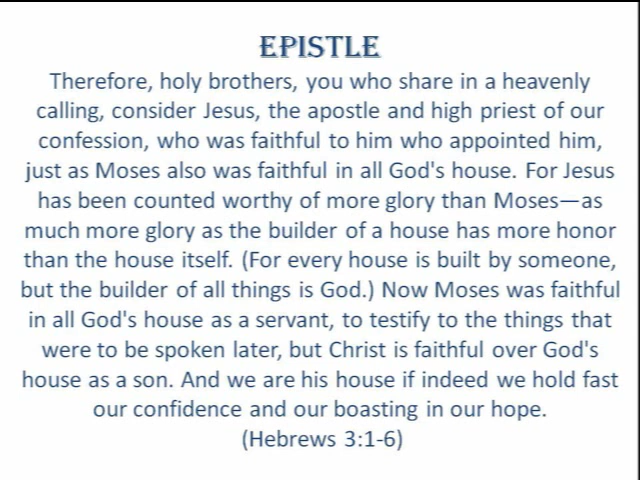 EPISTLE
Therefore, holy brothers, you who share in a heavenly
calling, consider Jesus, the apostle and high priest of our
confession, who was faithful to him who appointed him,
just as Moses also was faithful in all God's house. For Jesus
has been counted worthy of more glory than Moses—as
much more glory as the builder of a house has more honor
than the house itself. (For every house is built by someone,
but the builder of all things is God.) Now Moses was faithful
in all God's house as a servant, to testify to the things that
were to be spoken later, but Christ is faithful over God's
house as a son. And we are his house if indeed we hold fast
our confidence and our boasting in our hope.
(Hebrews 3:1-6)